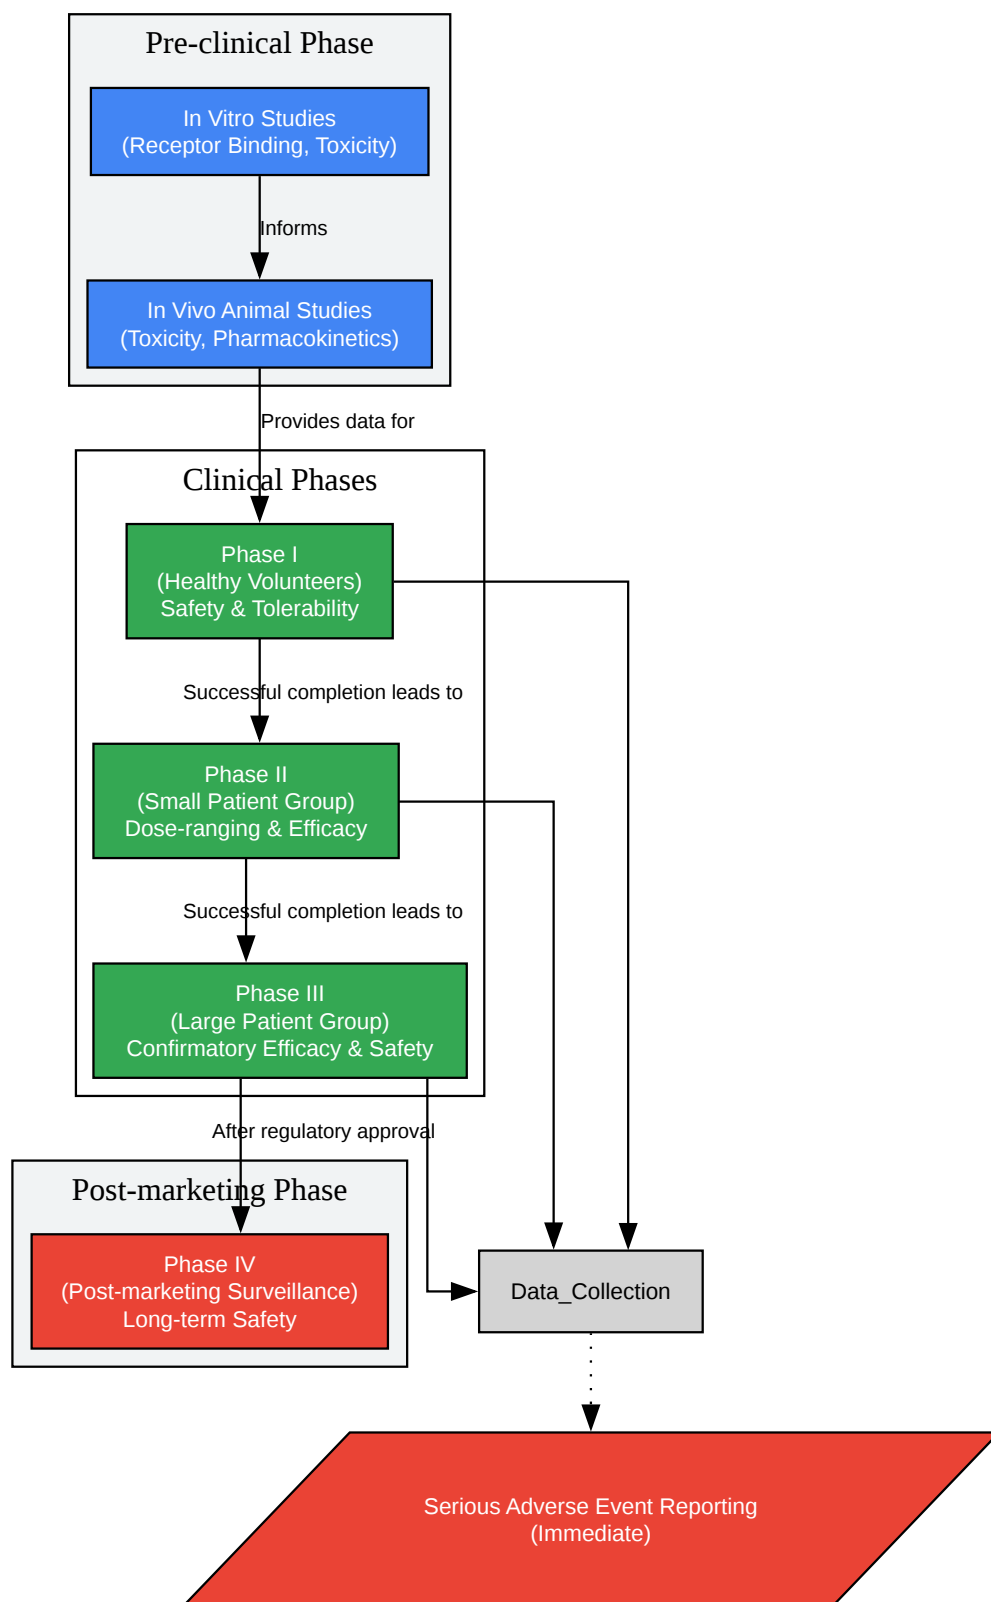 Pre-clinical Phase
In Vitro Studies
(Receptor Binding, Toxicity)
Informs
In Vivo Animal Studies
(Toxicity, Pharmacokinetics)
Provides data for
Clinical Phases
Phase I
(Healthy Volunteers)
Safety & Tolerability
Successful completion leads to
Phase II
(Small Patient Group)
Dose-ranging & Efficacy
Successful completion leads to
Phase III
(Large Patient Group)
Confirmatory Efficacy & Safety
After regulatory approval
Post-marketing Phase
Phase IV
(Post-marketing Surveillance)
Long-term Safety
Data_Collection
Serious Adverse Event Reporting
(Immediate)